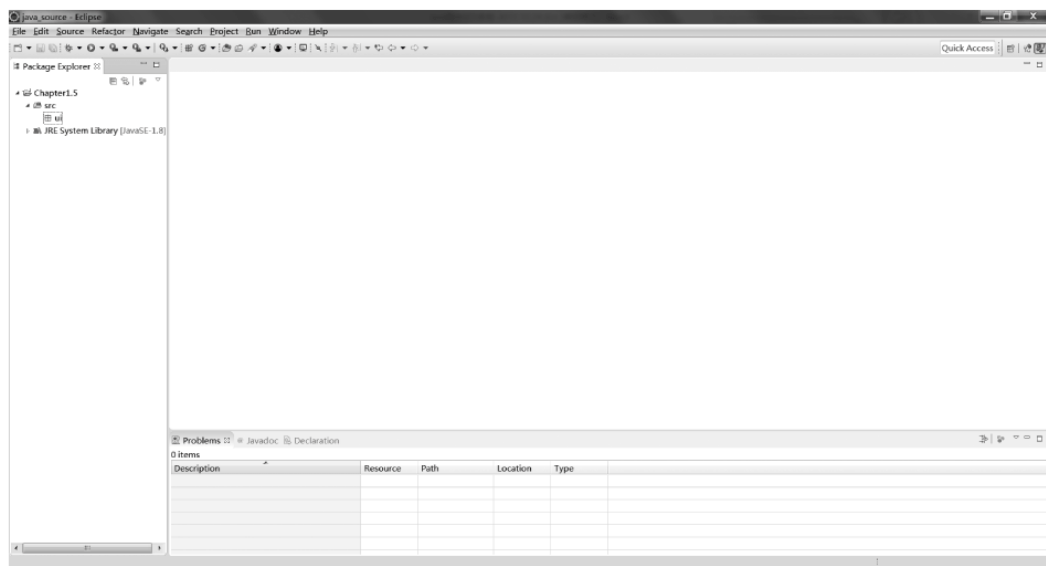 java_source - Eclipse
File Edit Source Refactor Navigate Search Project Run Window Help
Quick Access
Package Explorer
Chapter1.5
src
ui
JRE System Library [JavaSE-1.8]
Problems Javadoc Declaration
0 items
Description Resource Path Location Type